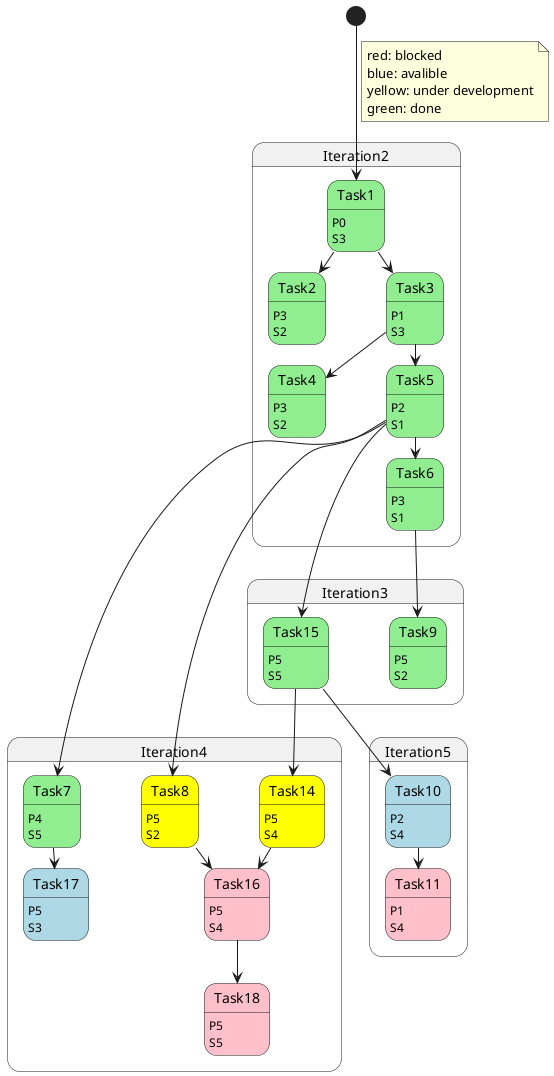 red: blocked
blue: avalible
yellow: under development
green: done
Iteration2
Task1
P0
S3
Task2
P3
S2
Task3
P1
S3
Task4
P3
S2
Task5
P2
S1
Task6
P3
S1
Iteration3
Task15
P5
S5
Task9
P5
S2
Iteration4
Task7
P4
S5
Task8
P5
S2
Task14
P5
S4
Task17
P5
S3
Task16
P5
S4
Task18
P5
S5
Iteration5
Task10
P2
S4
Task11
P1
S4